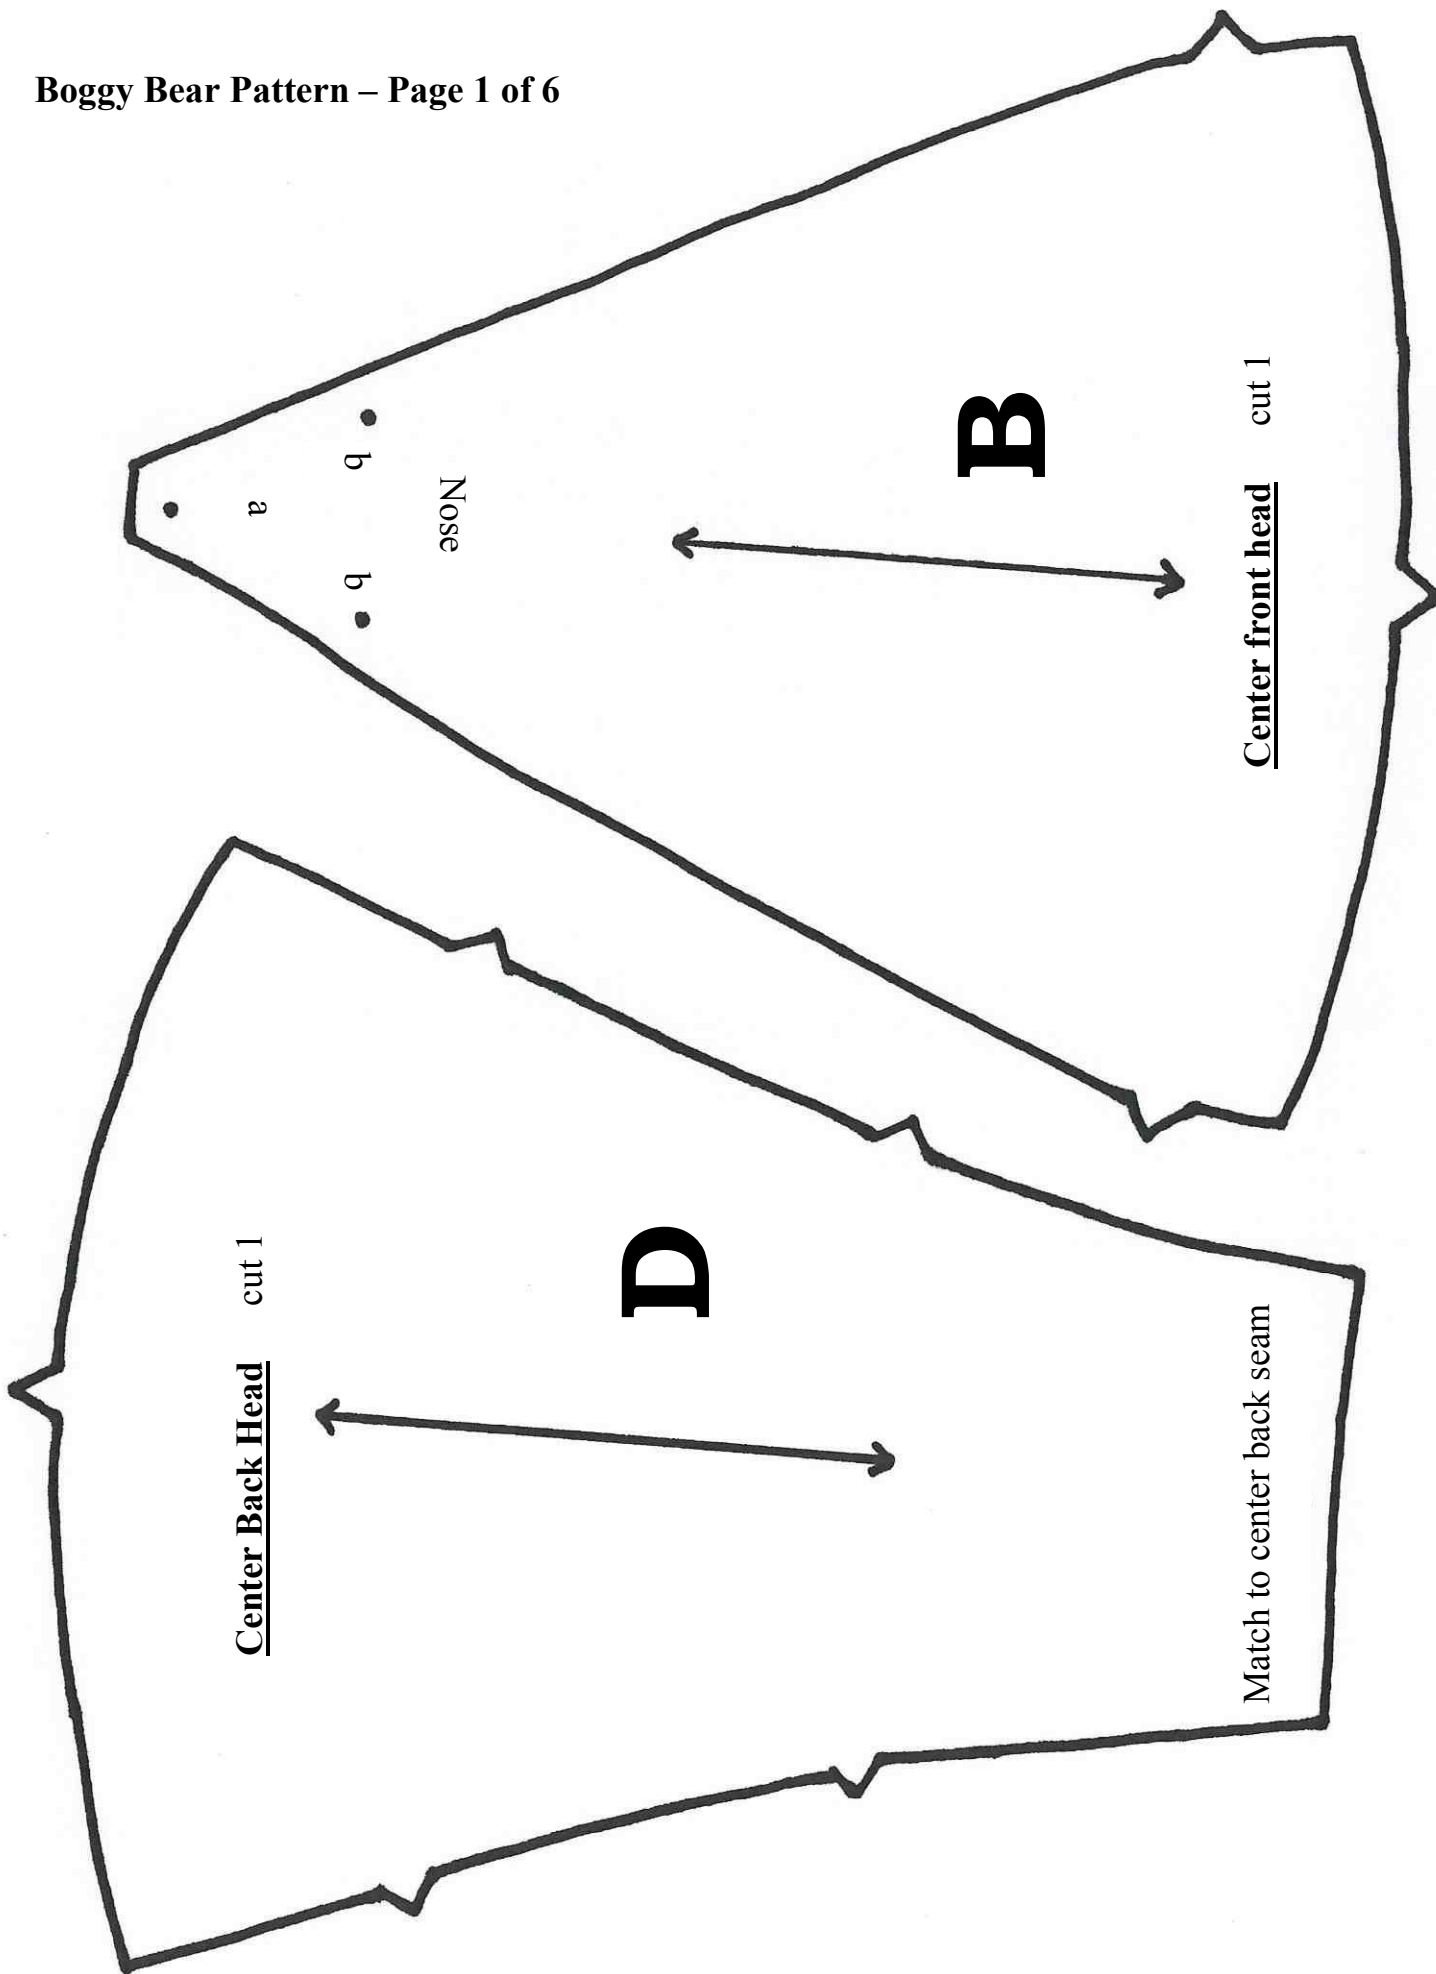 Boggy Bear Pattern – Page 1 of 6
b
a
b
Nose
B
Center front head cut 1
Center Back Head cut 1
D
Match to center back seam